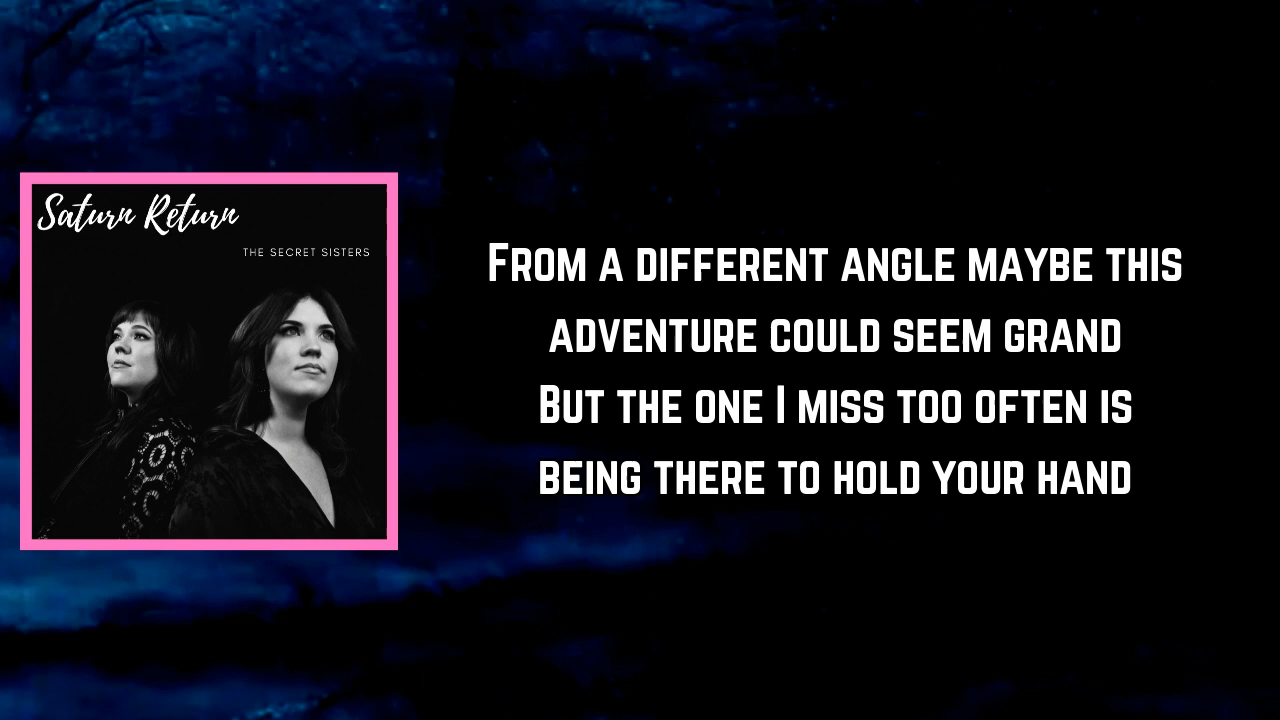 Saturn Return
THE SECRET SISTERS
From a different angle maybe this
adventure could seem grand
But the one I miss too often is
being there to hold your hand